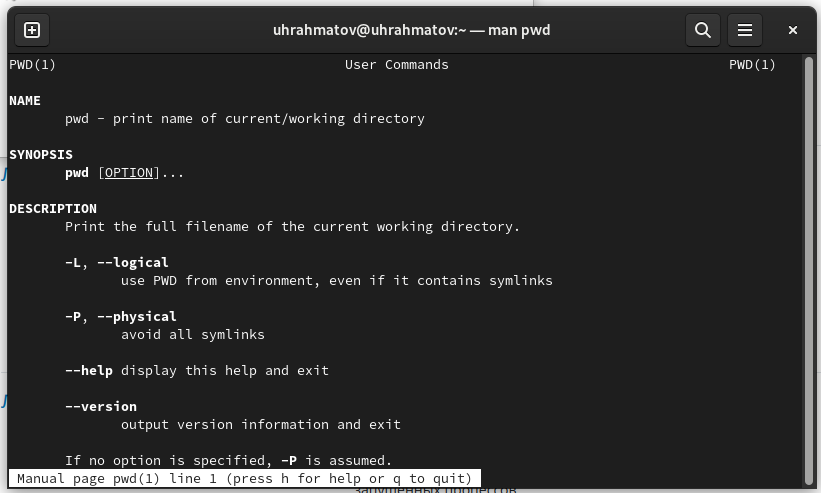 uhrahmatov@uhrahmatov:~ — man pwd
PWD(1) User Commands PWD(1)
NAME
pwd - print name of current/working directory
SYNOPSIS
pwd [OPTION]...
DESCRIPTION
Print the full filename of the current working directory.
-L, --logical
use PWD from environment, even if it contains symlinks
-P, --physical
avoid all symlinks
--help display this help and exit
--version
output version information and exit
If no option is specified, -P is assumed.
Manual page pwd(1) line 1 (press h for help or q to quit)